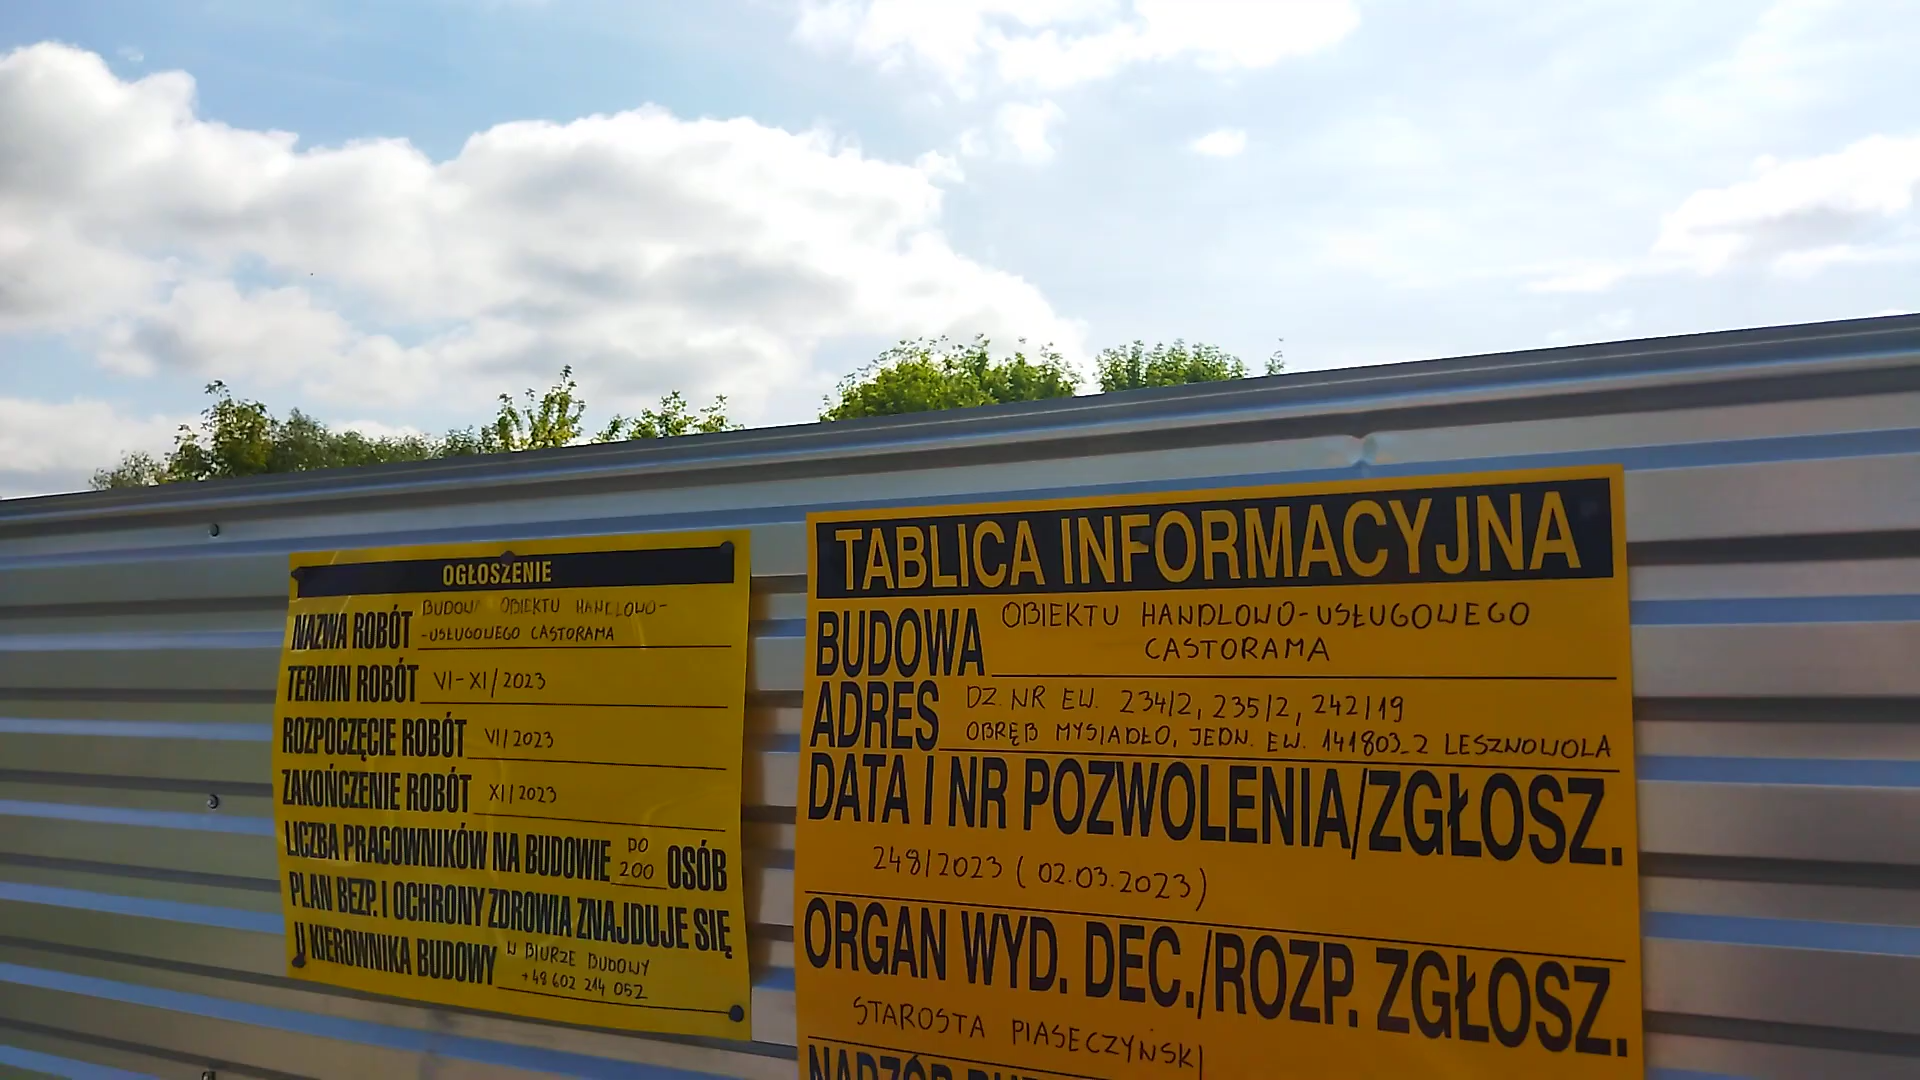 OGŁOSZENIE
NAZWA ROBÓT BUDOWA OBIEKTU HANDLOWO-
-USŁUGOWEGO CASTORAMA
TERMIN ROBÓT VI-XI/2023
ROZPOCZĘCIE ROBÓT VI/2023
ZAKOŃCZENIE ROBÓT XI/2023
LICZBA PRACOWNIKÓW NA BUDOWIE DO 200 OSÓB
PLAN BEZP. I OCHRONY ZDROWIA ZNAJDUJE SIĘ
U KIEROWNIKA BUDOWY W BIURZE BUDOWY
+48 602 214 052
TABLICA INFORMACYJNA
BUDOWA OBIEKTU HANDLOWO-USŁUGOWEGO
CASTORAMA
ADRES DZ. NR EW. 234/2, 235/2, 242/19
OBRĘB MYSIADŁO, JEDN. EW. 141803_2 LESZNOWOLA
DATA I NR POZWOLENIA/ZGŁOSZ.
248/2023 (02.03.2023)
ORGAN WYD. DEC./ROZP. ZGŁOSZ.
STAROSTA PIASECZYŃSKI
NADZÓR